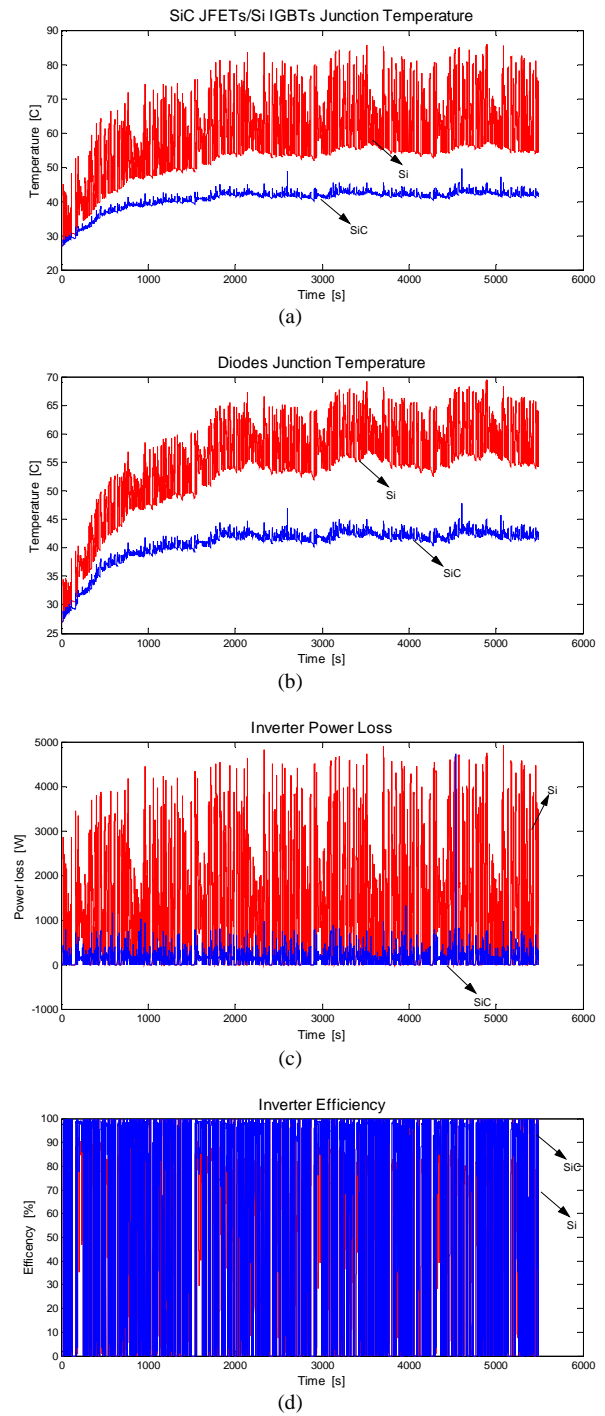 SiC JFETs/Si IGBTs Junction Temperature
90
80
70
60
50
40
30
20
Temperature [C]
Si
SiC
0 1000 2000 3000 4000 5000 6000
Time [s]
(a)
Diodes Junction Temperature
70
65
60
55
50
45
40
35
30
25
Temperature [C]
Si
SiC
0 1000 2000 3000 4000 5000 6000
Time [s]
(b)
Inverter Power Loss
5000
4000
3000
2000
1000
0
-1000
Power loss [W]
Si
SiC
0 1000 2000 3000 4000 5000 6000
Time [s]
(c)
Inverter Efficiency
100
90
80
70
60
50
40
30
20
10
0
Efficency [%]
SiC
Si
0 1000 2000 3000 4000 5000 6000
Time [s]
(d)